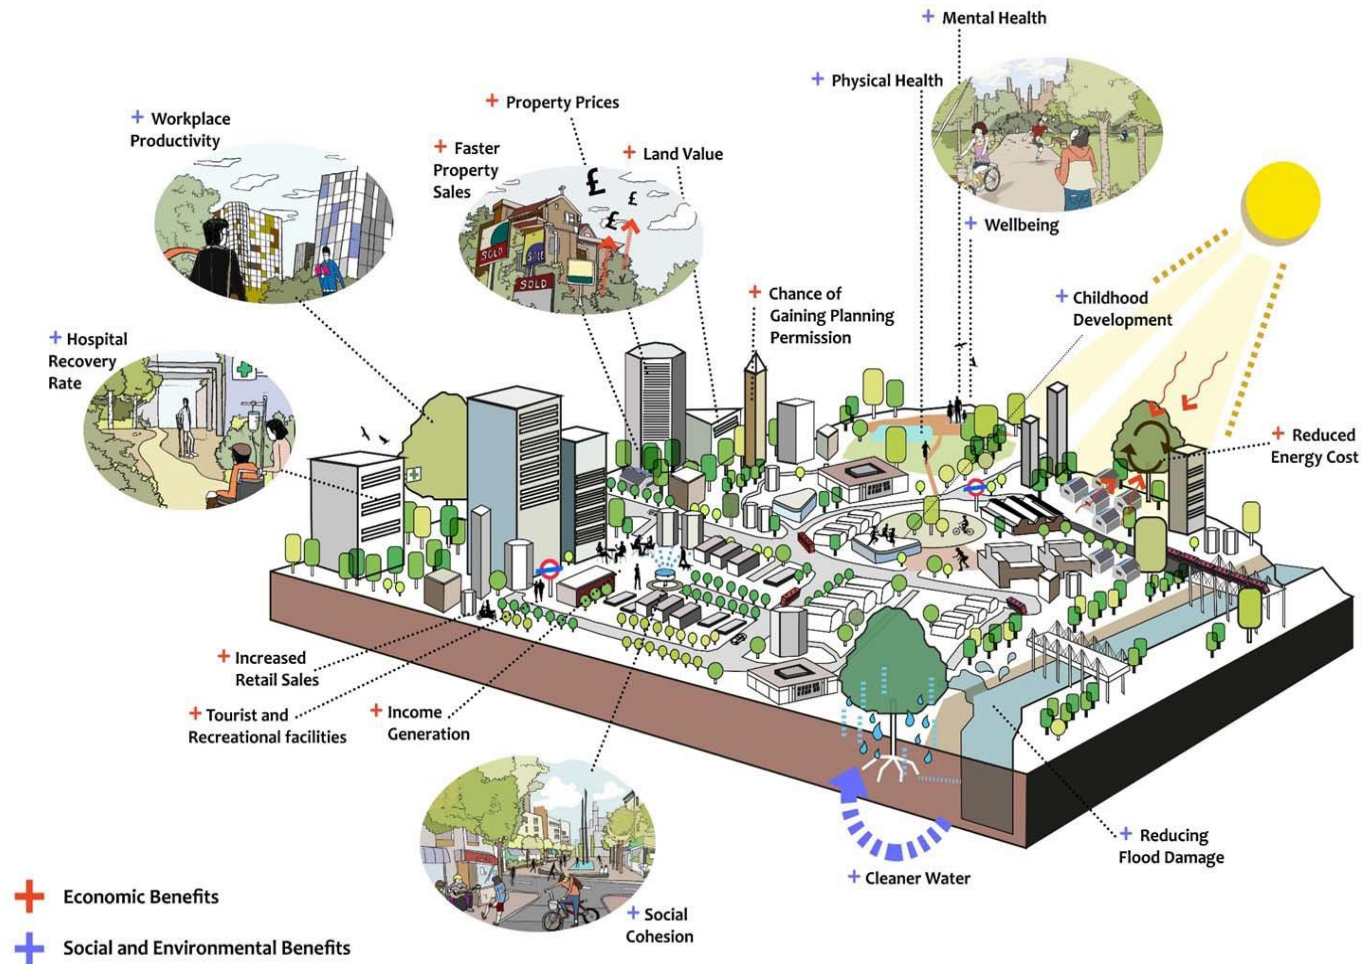 + Mental Health
+ Physical Health
+ Property Prices
+ Workplace
Productivity
+ Faster
Property
Sales
+ Land Value
£
£
£
SOLD
SOLD
+ Wellbeing
+ Chance of
Gaining Planning
Permission
+ Childhood
Development
+ Hospital
Recovery
Rate
+ Reduced
Energy Cost
+ Increased
Retail Sales
+ Tourist and
Recreational facilities
+ Income
Generation
+ Reducing
Flood Damage
+ Cleaner Water
+ Social
Cohesion
+ Economic Benefits
+ Social and Environmental Benefits